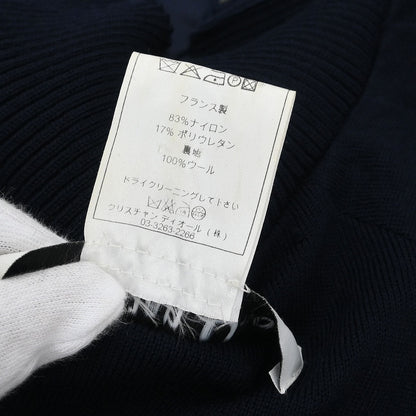 フランス製
83%ナイロン
17% ポリウレタン
裏地
100%ウール
ドライクリーニングして下さい
クリスチャン ディオール (株)
03-3263-2266